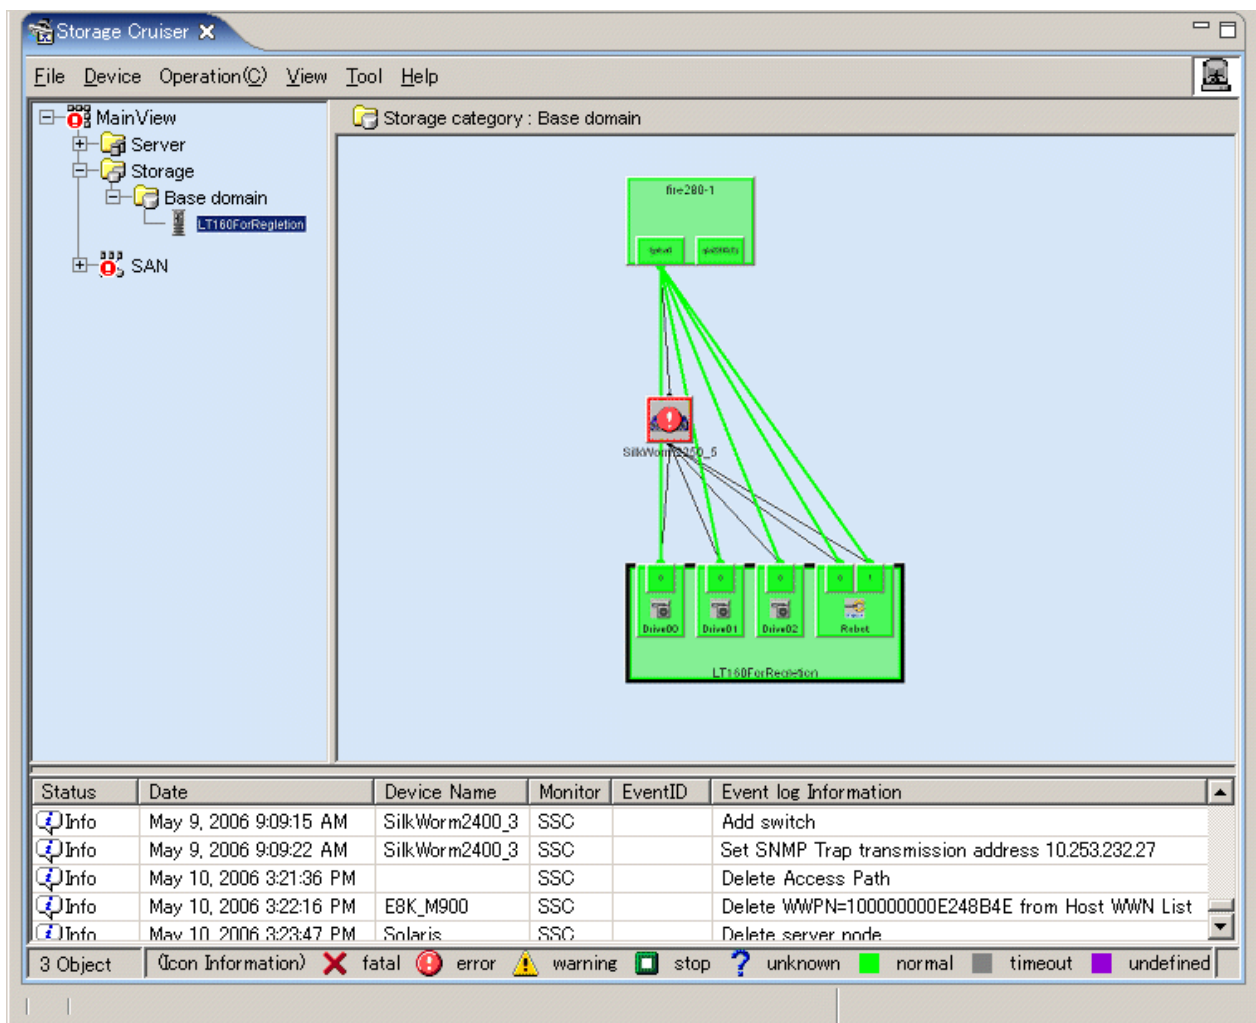 Storage Cruiser
File Device Operation(C) View Tool Help
MainView
Server
Storage
Base domain
LT160ForRegletion
SAN
Storage category : Base domain
fire280-1
SilkWorm2250_5
0 0 0 0 1
Drive00 Drive01 Drive02 Robot
LT160ForRegletion
Status Date Device Name Monitor EventID Event log Information
Info May 9, 2006 9:09:15 AM SilkWorm2400_3 SSC Add switch
Info May 9, 2006 9:09:22 AM SilkWorm2400_3 SSC Set SNMP Trap transmission address 10.253.232.27
Info May 10, 2006 3:21:36 PM SSC Delete Access Path
Info May 10, 2006 3:22:16 PM E8K_M900 SSC Delete WWPN=100000000E248B4E from Host WWN List
Info May 10, 2006 3:23:47 PM Solaris SSC Delete server node
3 Object (Icon Information) fatal error warning stop unknown normal timeout undefined